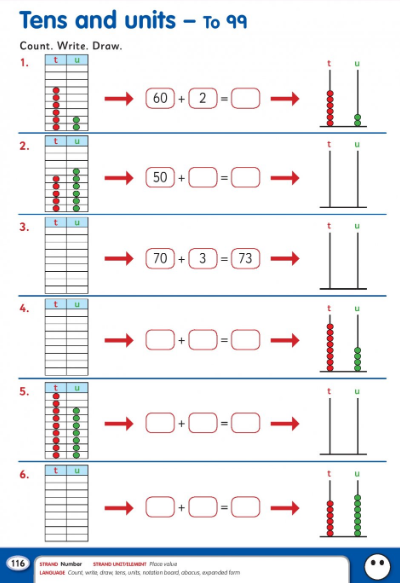 Tens and units – To 99
Count. Write. Draw.
1.
t u
60 + 2 =
t u
2.
t u
50 + =
t u
3.
t u
70 + 3 = 73
t u
4.
t u
+ =
t u
5.
t u
+ =
t u
6.
t u
+ =
t u
116
STRAND Number STRAND UNIT/ELEMENT Place value
LANGUAGE Count, write, draw, tens, units, notation board, abacus, expanded form